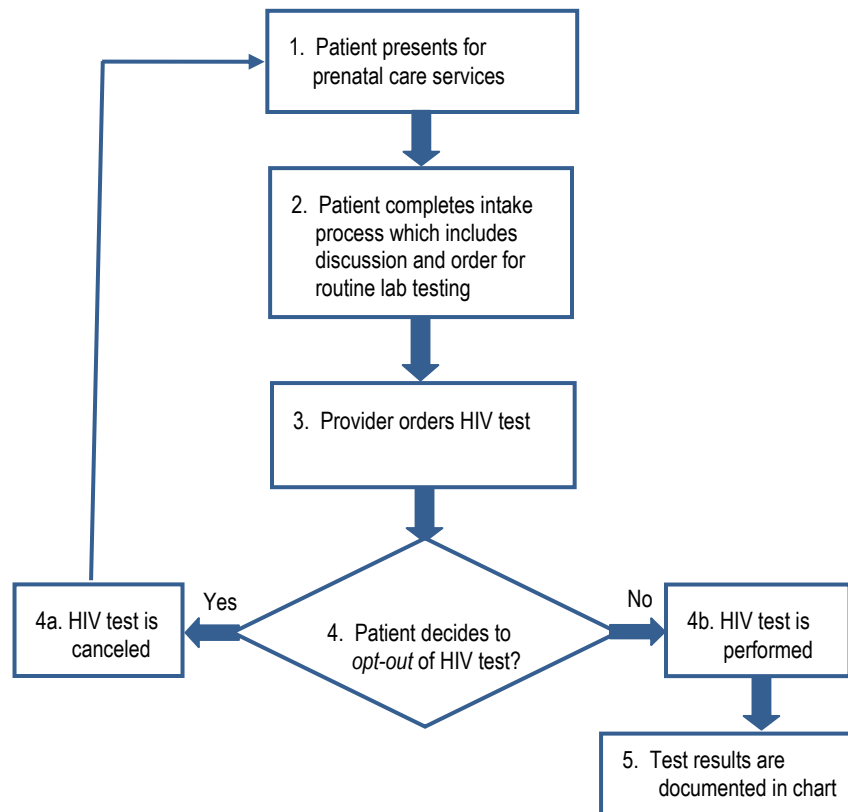 1. Patient presents for
prenatal care services
2. Patient completes intake
process which includes
discussion and order for
routine lab testing
3. Provider orders HIV test
4. Patient decides to
opt-out of HIV test?
Yes
4a. HIV test is
canceled
No
4b. HIV test is
performed
5. Test results are
documented in chart